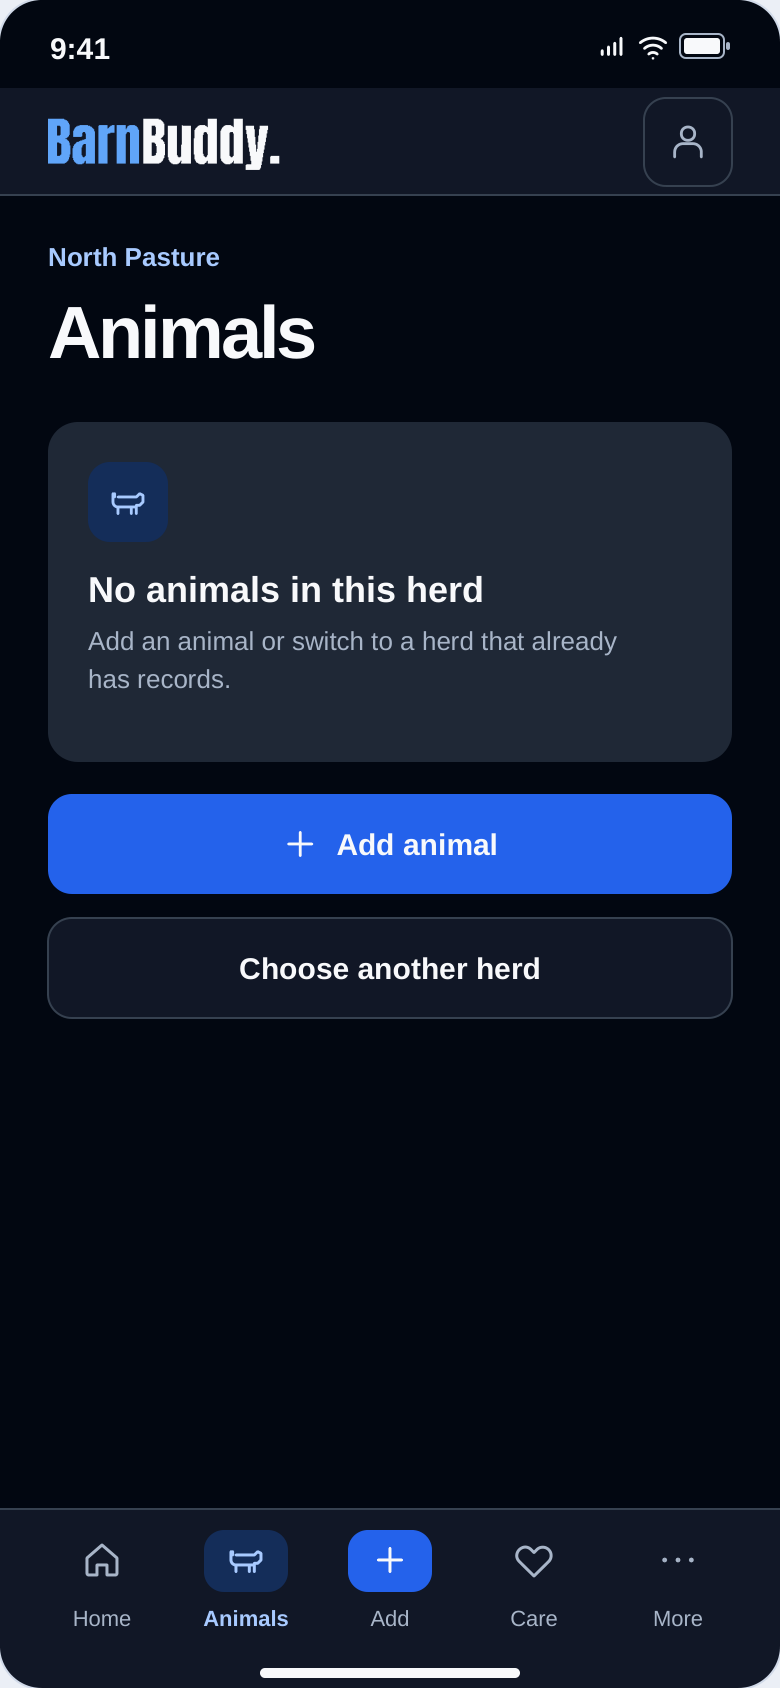 9:41
BarnBuddy.
North Pasture
Animals
No animals in this herd
Add an animal or switch to a herd that already
has records.
Add animal
Choose another herd
Home
Animals
Add
Care
More